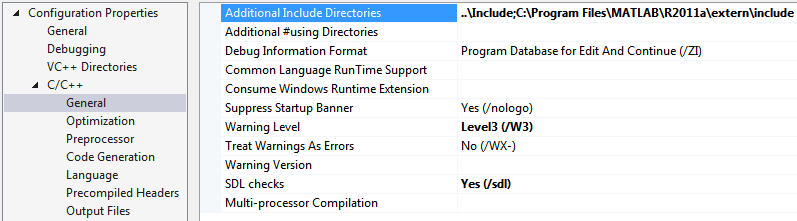 Configuration Properties
General
Debugging
VC++ Directories
C/C++
General
Optimization
Preprocessor
Code Generation
Language
Precompiled Headers
Output Files
Additional Include Directories ..\Include;C:\Program Files\MATLAB\R2011a\extern\include
Additional #using Directories
Debug Information Format Program Database for Edit And Continue (/ZI)
Common Language RunTime Support
Consume Windows Runtime Extension
Suppress Startup Banner Yes (/nologo)
Warning Level Level3 (/W3)
Treat Warnings As Errors No (/WX-)
Warning Version
SDL checks Yes (/sdl)
Multi-processor Compilation